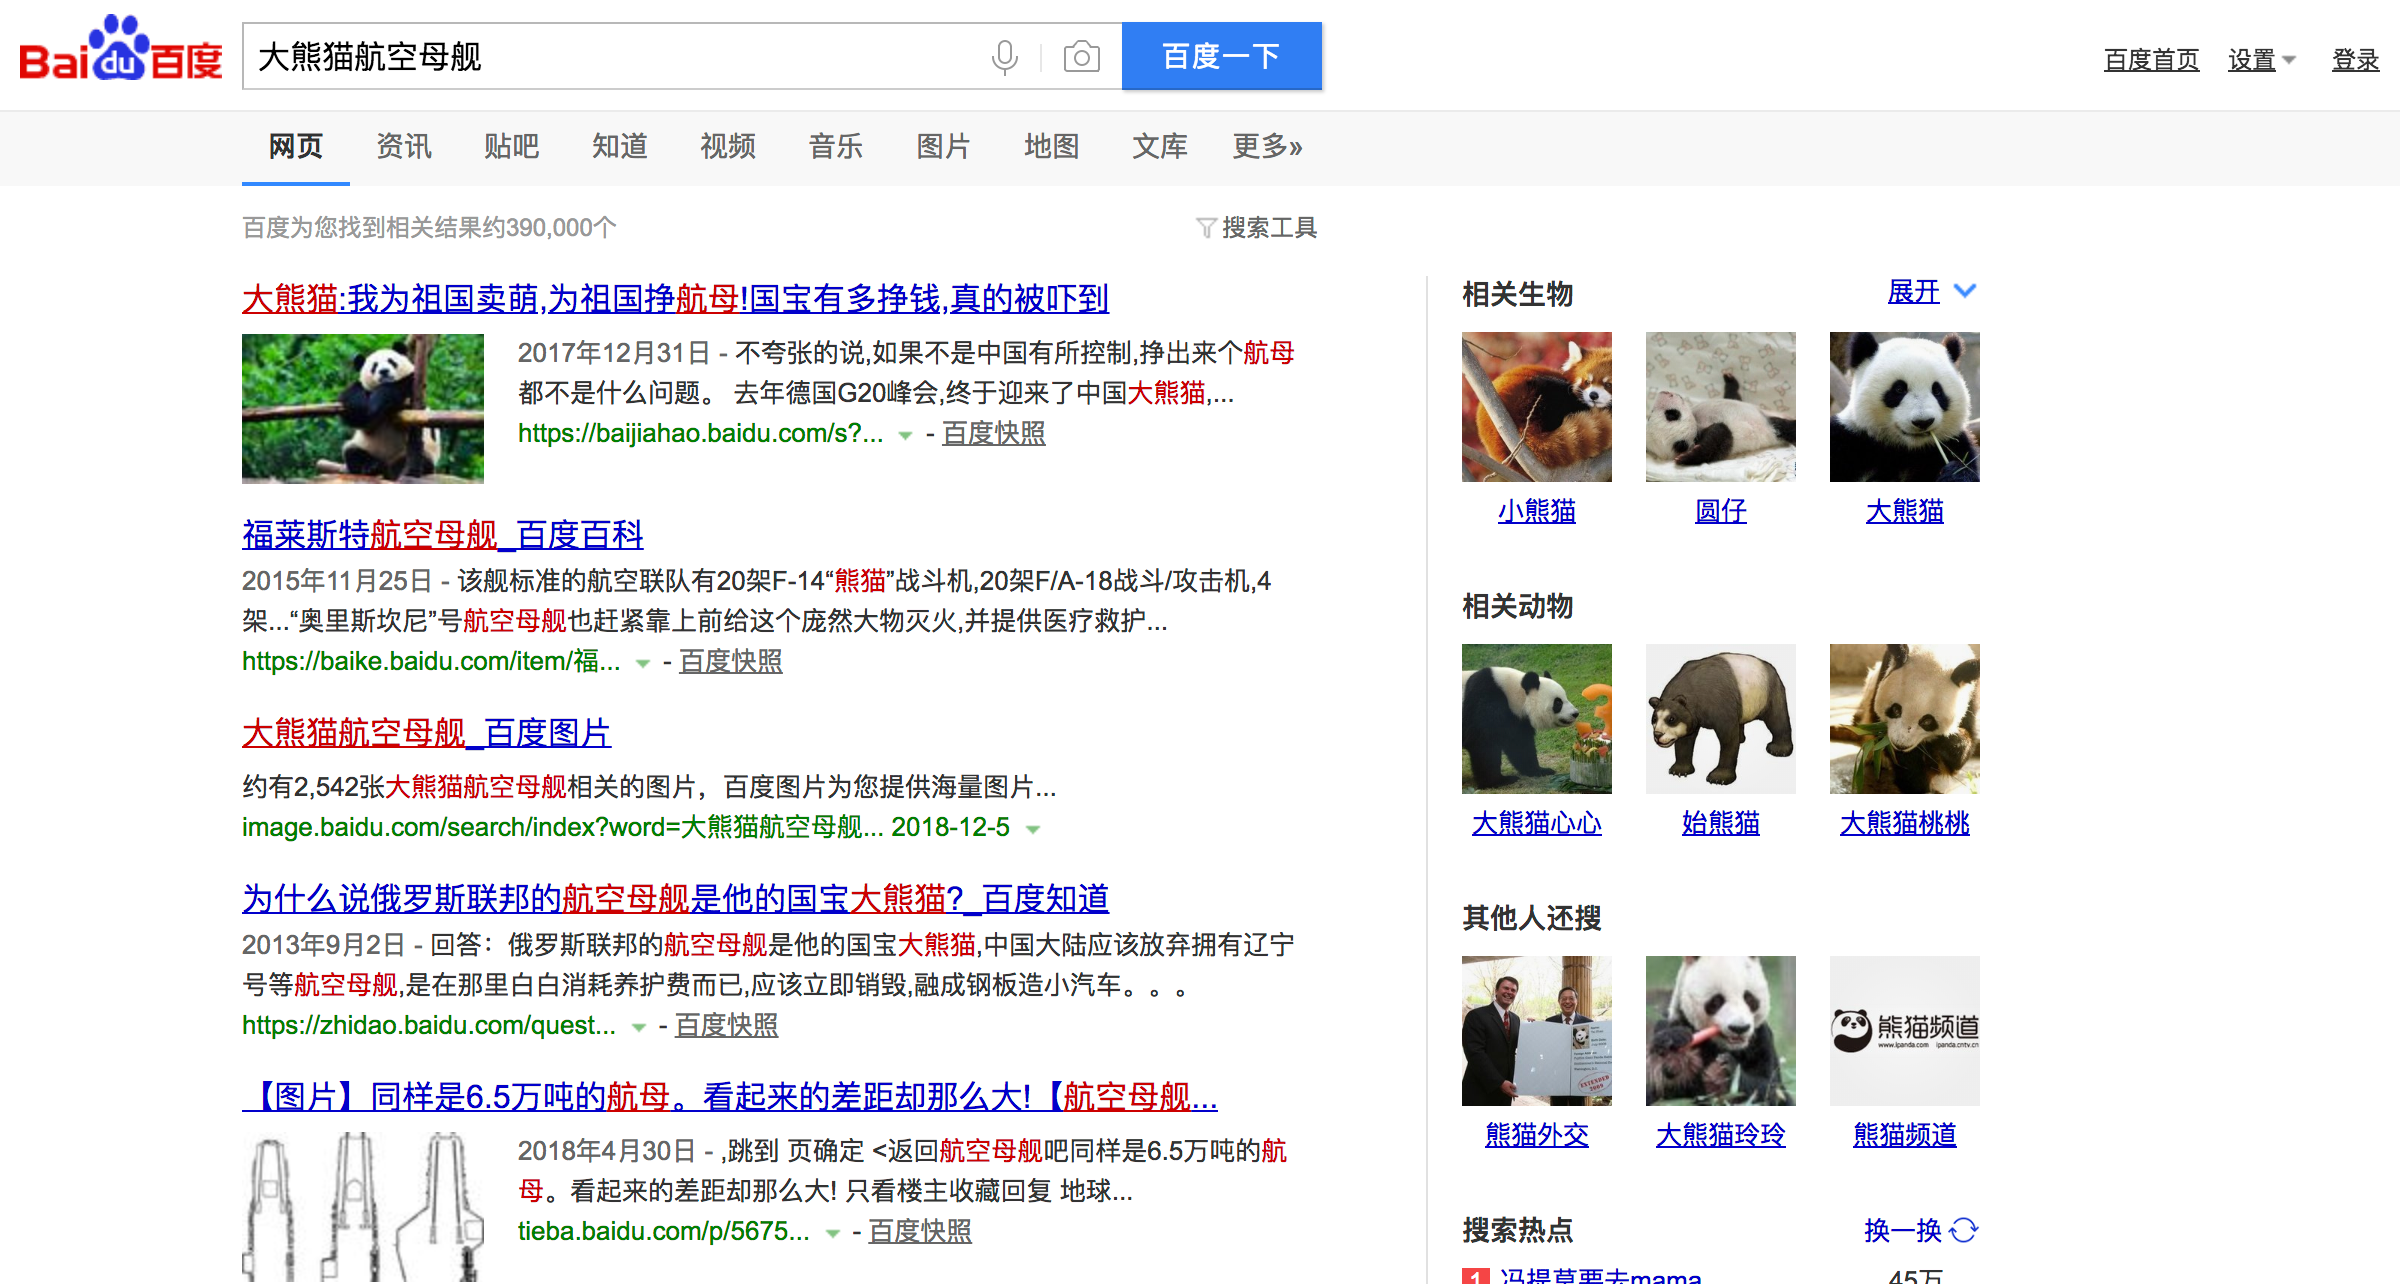 Bai du 百度
大熊猫航空母舰
百度一下
百度首页 设置 登录
网页 资讯 贴吧 知道 视频 音乐 图片 地图 文库 更多»
百度为您找到相关结果约390,000个
搜索工具
大熊猫:我为祖国卖萌,为祖国挣航母!国宝有多挣钱,真的被吓到
2017年12月31日 - 不夸张的说,如果不是中国有所控制,挣出来个航母
都不是什么问题。 去年德国G20峰会,终于迎来了中国大熊猫,...
https://baijiahao.baidu.com/s?... - 百度快照
福莱斯特航空母舰_百度百科
2015年11月25日 - 该舰标准的航空联队有20架F-14“熊猫”战斗机,20架F/A-18战斗/攻击机,4
架...“奥里斯坎尼”号航空母舰也赶紧靠上前给这个庞然大物灭火,并提供医疗救护...
https://baike.baidu.com/item/福... - 百度快照
大熊猫航空母舰_百度图片
约有2,542张大熊猫航空母舰相关的图片，百度图片为您提供海量图片...
image.baidu.com/search/index?word=大熊猫航空母舰... 2018-12-5
为什么说俄罗斯联邦的航空母舰是他的国宝大熊猫?_百度知道
2013年9月2日 - 回答：俄罗斯联邦的航空母舰是他的国宝大熊猫,中国大陆应该放弃拥有辽宁
号等航空母舰,是在那里白白消耗养护费而已,应该立即销毁,融成钢板造小汽车。。。
https://zhidao.baidu.com/quest... - 百度快照
【图片】同样是6.5万吨的航母。看起来的差距却那么大!【航空母舰...
2018年4月30日 - ,跳到 页确定 <返回航空母舰吧同样是6.5万吨的航
母。看起来的差距却那么大! 只看楼主收藏回复 地球...
tieba.baidu.com/p/5675... - 百度快照
相关生物 展开
小熊猫 圆仔 大熊猫
相关动物
大熊猫心心 始熊猫 大熊猫桃桃
其他人还搜
EXTENDED
2009
熊猫频道
www.ipanda.com ipanda.cntv.cn
熊猫外交 大熊猫玲玲 熊猫频道
搜索热点 换一换
1 冯提莫要去mama 45万